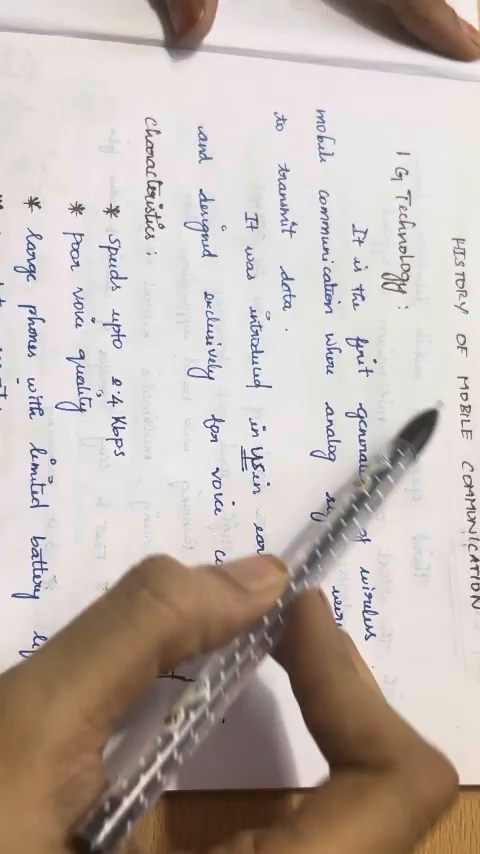 HISTORY OF MOBILE COMMUNICATION
1 G Technology :
It is the first of wireless
mobile communication where analog
to transmit data.
It was introduced in US in
and designed exclusively for voice
characteristics :
* Speeds upto 2.4 Kbps
* Poor voice quality
* large phones with limited battery